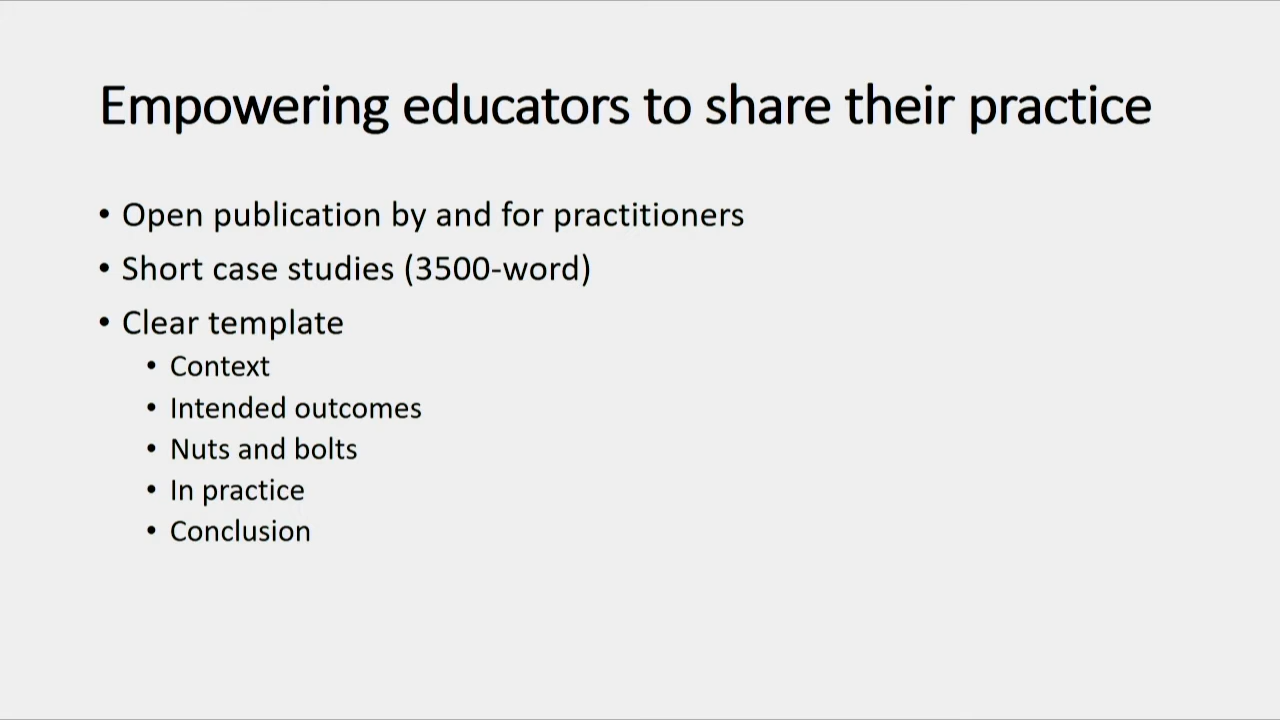 Empowering educators to share their practice
• Open publication by and for practitioners
• Short case studies (3500-word)
• Clear template
• Context
• Intended outcomes
• Nuts and bolts
• In practice
• Conclusion